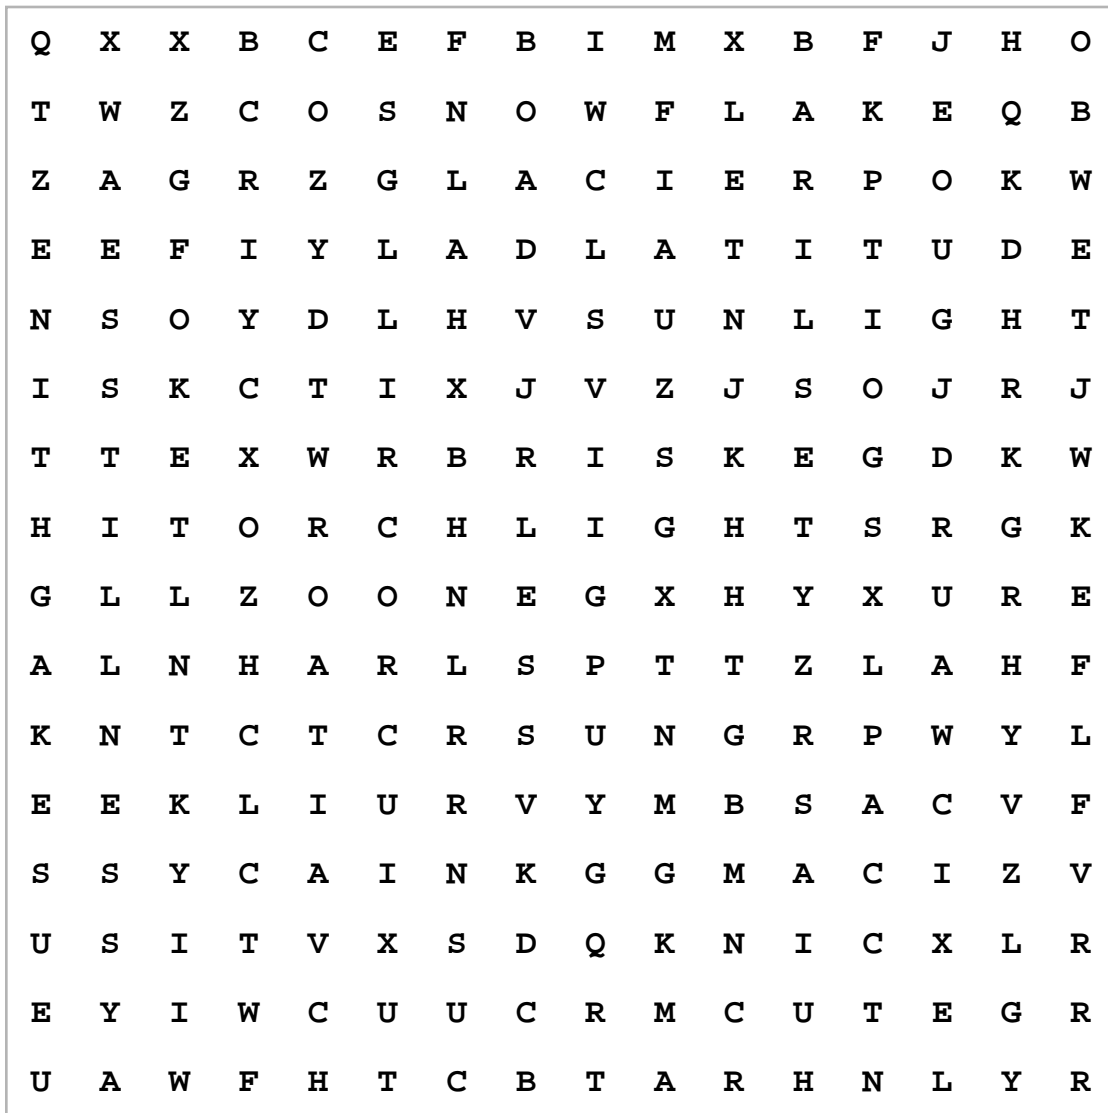 Q X X B C E F B I M X B F J H O
T W Z C O S N O W F L A K E Q B
Z A G R Z G L A C I E R P O K W
E E F I Y L A D L A T I T U D E
N S O Y D L H V S U N L I G H T
I S K C T I X J V Z J S O J R J
T T E X W R B R I S K E G D K W
H I T O R C H L I G H T S R G K
G L L Z O O N E G X H Y X U R E
A L N H A R L S P T T Z L A H F
K N T C T C R S U N G R P W Y L
E E K L I U R V Y M B S A C V F
S S Y C A I N K G G M A C I Z V
U S I T V X S D Q K N I C X L R
E Y I W C U U C R M C U T E G R
U A W F H T C B T A R H N L Y R